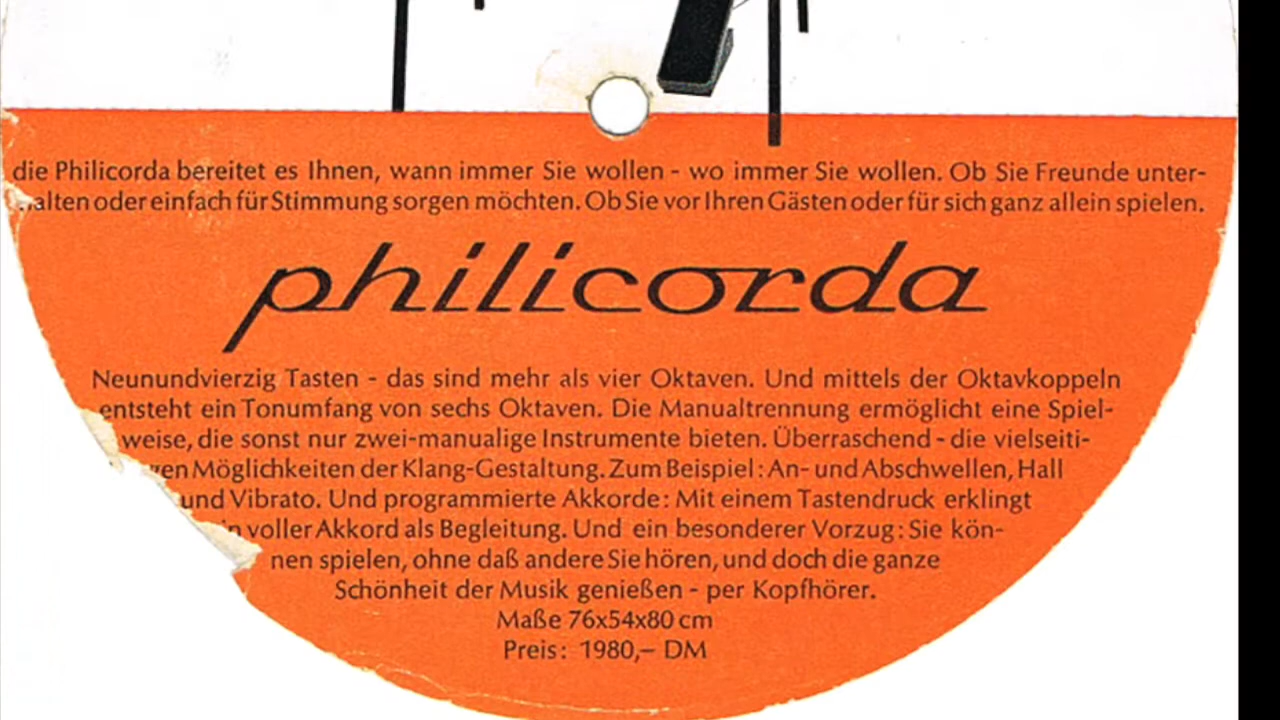 die Philicorda bereitet es Ihnen, wann immer Sie wollen - wo immer Sie wollen. Ob Sie Freunde unter-
oder einfach für Stimmung sorgen möchten. Ob Sie vor Ihren Gästen oder für sich ganz allein spielen.
philicorda
Neunundvierzig Tasten - das sind mehr als vier Oktaven. Und mittels der Oktavkoppeln
entsteht ein Tonumfang von sechs Oktaven. Die Manualtrennung ermöglicht eine Spiel-
weise, die sonst nur zwei-manualige Instrumente bieten. Überraschend - die vielseiti-
Möglichkeiten der Klang-Gestaltung. Zum Beispiel: An- und Abschwellen, Hall
und Vibrato. Und programmierte Akkorde: Mit einem Tastendruck erklingt
voller Akkord als Begleitung. Und ein besonderer Vorzug: Sie kön-
nen spielen, ohne daß andere Sie hören, und doch die ganze
Schönheit der Musik genießen - per Kopfhörer.
Maße 76x54x80 cm
Preis: 1980,— DM